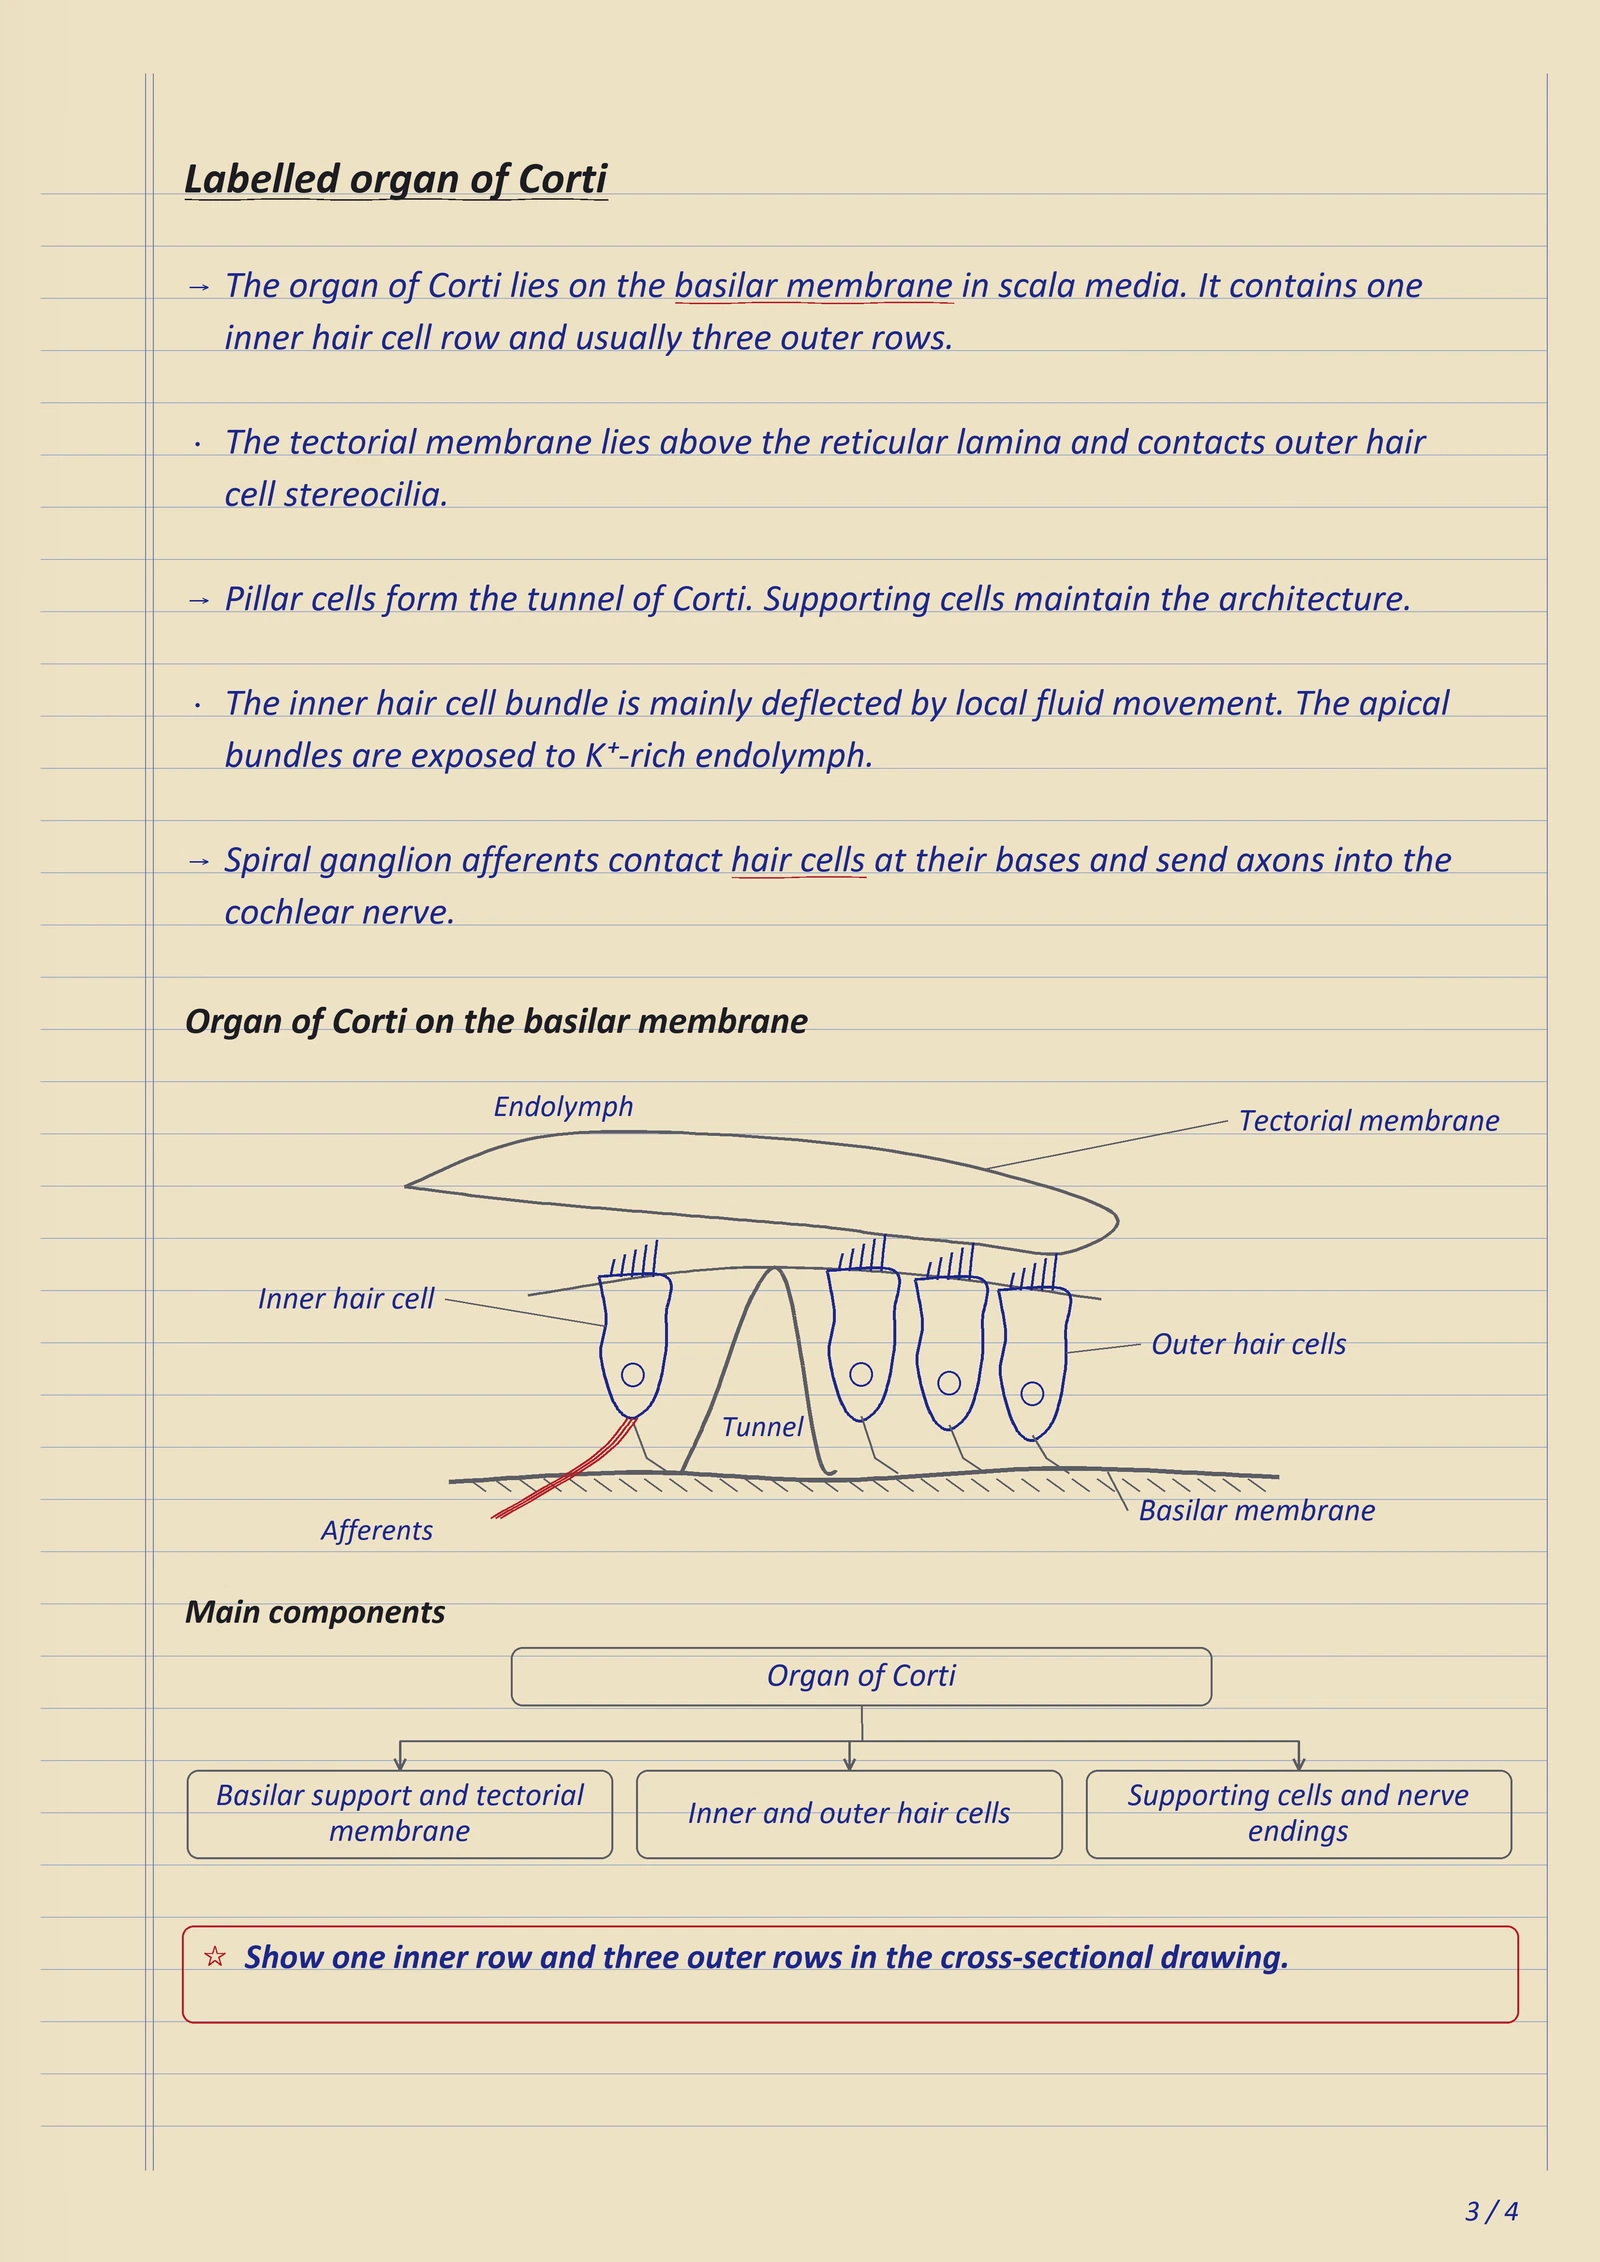 Labelled organ of Corti
→ The organ of Corti lies on the basilar membrane in scala media. It contains one
inner hair cell row and usually three outer rows.
· The tectorial membrane lies above the reticular lamina and contacts outer hair
cell stereocilia.
→ Pillar cells form the tunnel of Corti. Supporting cells maintain the architecture.
· The inner hair cell bundle is mainly deflected by local fluid movement. The apical
bundles are exposed to K⁺-rich endolymph.
→ Spiral ganglion afferents contact hair cells at their bases and send axons into the
cochlear nerve.
Organ of Corti on the basilar membrane
Endolymph
Tectorial membrane
Inner hair cell
Outer hair cells
Tunnel
Basilar membrane
Afferents
Main components
Organ of Corti
Basilar support and tectorial
membrane
Inner and outer hair cells
Supporting cells and nerve
endings
☆ Show one inner row and three outer rows in the cross-sectional drawing.
3 / 4